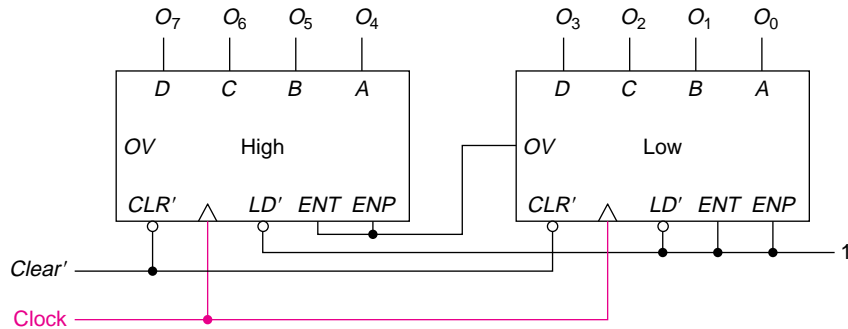 O₇ O₆ O₅ O₄ O₃ O₂ O₁ O₀
D C B A D C B A
OV High OV Low
CLR' LD' ENT ENP CLR' LD' ENT ENP
1
Clear'
Clock